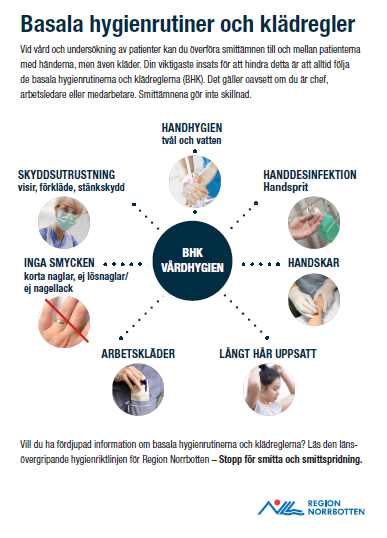 Basala hygienrutiner och klädregler
Vid vård och undersökning av patienter kan du överföra smittämnen till och mellan patienterna
med händerna, men även kläder. Din viktigaste insats för att hindra detta är att alltid följa
de basala hygienrutinerna och klädreglerna (BHK). Det gäller oavsett om du är chef,
arbetsledare eller medarbetare. Smittämnena gör inte skillnad.
HANDHYGIEN
tvål och vatten
SKYDDSUTRUSTNING
visir, förkläde, stänkskydd
HANDDESINFEKTION
Handsprit
BHK
VÅRDHYGIEN
INGA SMYCKEN
korta naglar, ej lösnaglar/
ej nagellack
HANDSKAR
ARBETSKLÄDER
LÅNGT HÅR UPPSATT
Vill du ha fördjupad information om basala hygienrutinerna och klädreglerna? Läs den läns-
övergripande hygienriktlinjen för Region Norrbotten – Stopp för smitta och smittspridning.
REGION
NORRBOTTEN